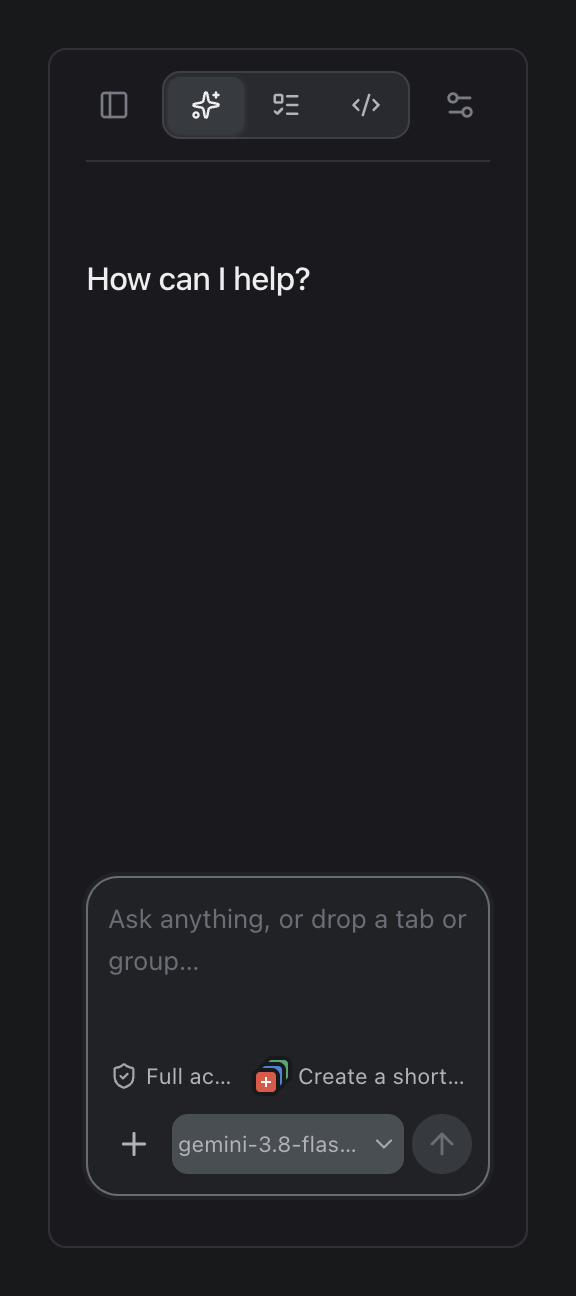 How can I help?
Ask anything, or drop a tab or
group...
Full ac...
Create a short...
gemini-3.8-flas...